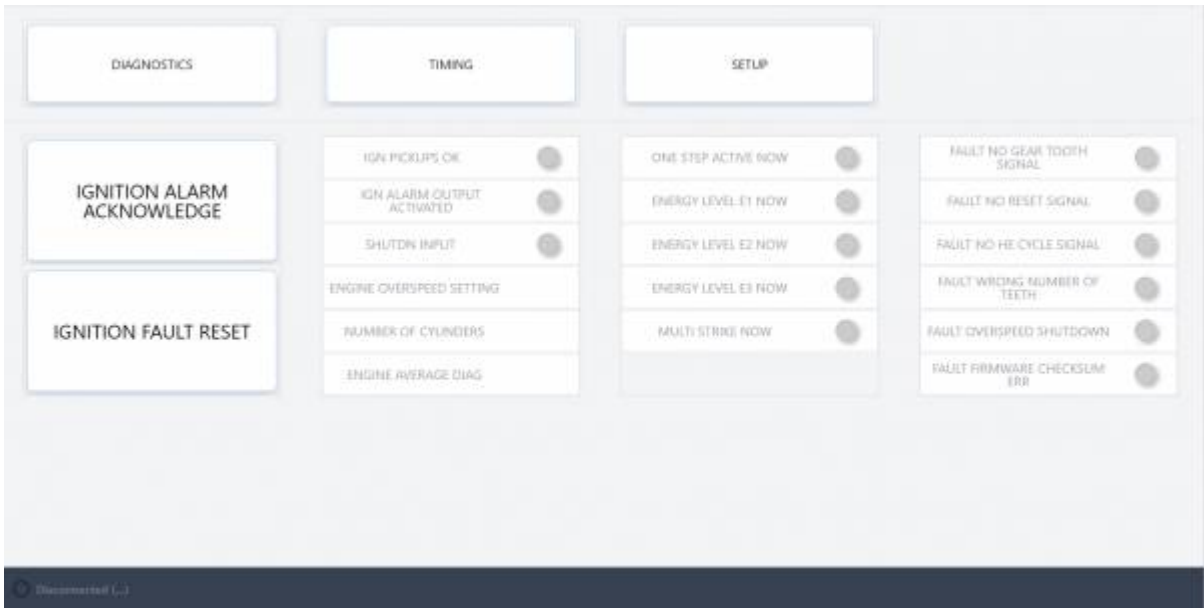 DIAGNOSTICS
TIMING
SETUP
IGNITION ALARM
ACKNOWLEDGE
IGNITION FAULT RESET
IGN PICKUPS OK
IGN ALARM OUTPUT
ACTIVATED
SHUTDN INPUT
ENGINE OVERSPEED SETTING
NUMBER OF CYLINDERS
ENGINE AVERAGE DIAG
ONE STEP ACTIVE NOW
ENERGY LEVEL E1 NOW
ENERGY LEVEL E2 NOW
ENERGY LEVEL E3 NOW
MULTI STRIKE NOW
FAULT NO GEAR TOOTH
SIGNAL
FAULT NO RESET SIGNAL
FAULT NO HE CYCLE SIGNAL
FAULT WRONG NUMBER OF
TEETH
FAULT OVERSPEED SHUTDOWN
FAULT FIRMWARE CHECKSUM
ERR
Disconnected (...)